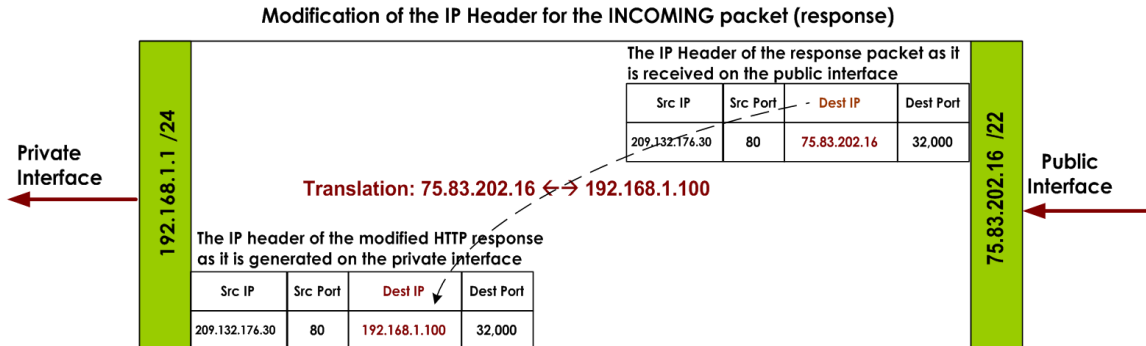 Modification of the IP Header for the INCOMING packet (response)
The IP Header of the response packet as it
is received on the public interface
Src IP Src Port Dest IP Dest Port
209.132.176.30 80 75.83.202.16 32,000
192.168.1.1 /24
75.83.202.16 /22
Private
Interface
Public
Interface
Translation: 75.83.202.16 ←→ 192.168.1.100
The IP header of the modified HTTP response
as it is generated on the private interface
Src IP Src Port Dest IP Dest Port
209.132.176.30 80 192.168.1.100 32,000